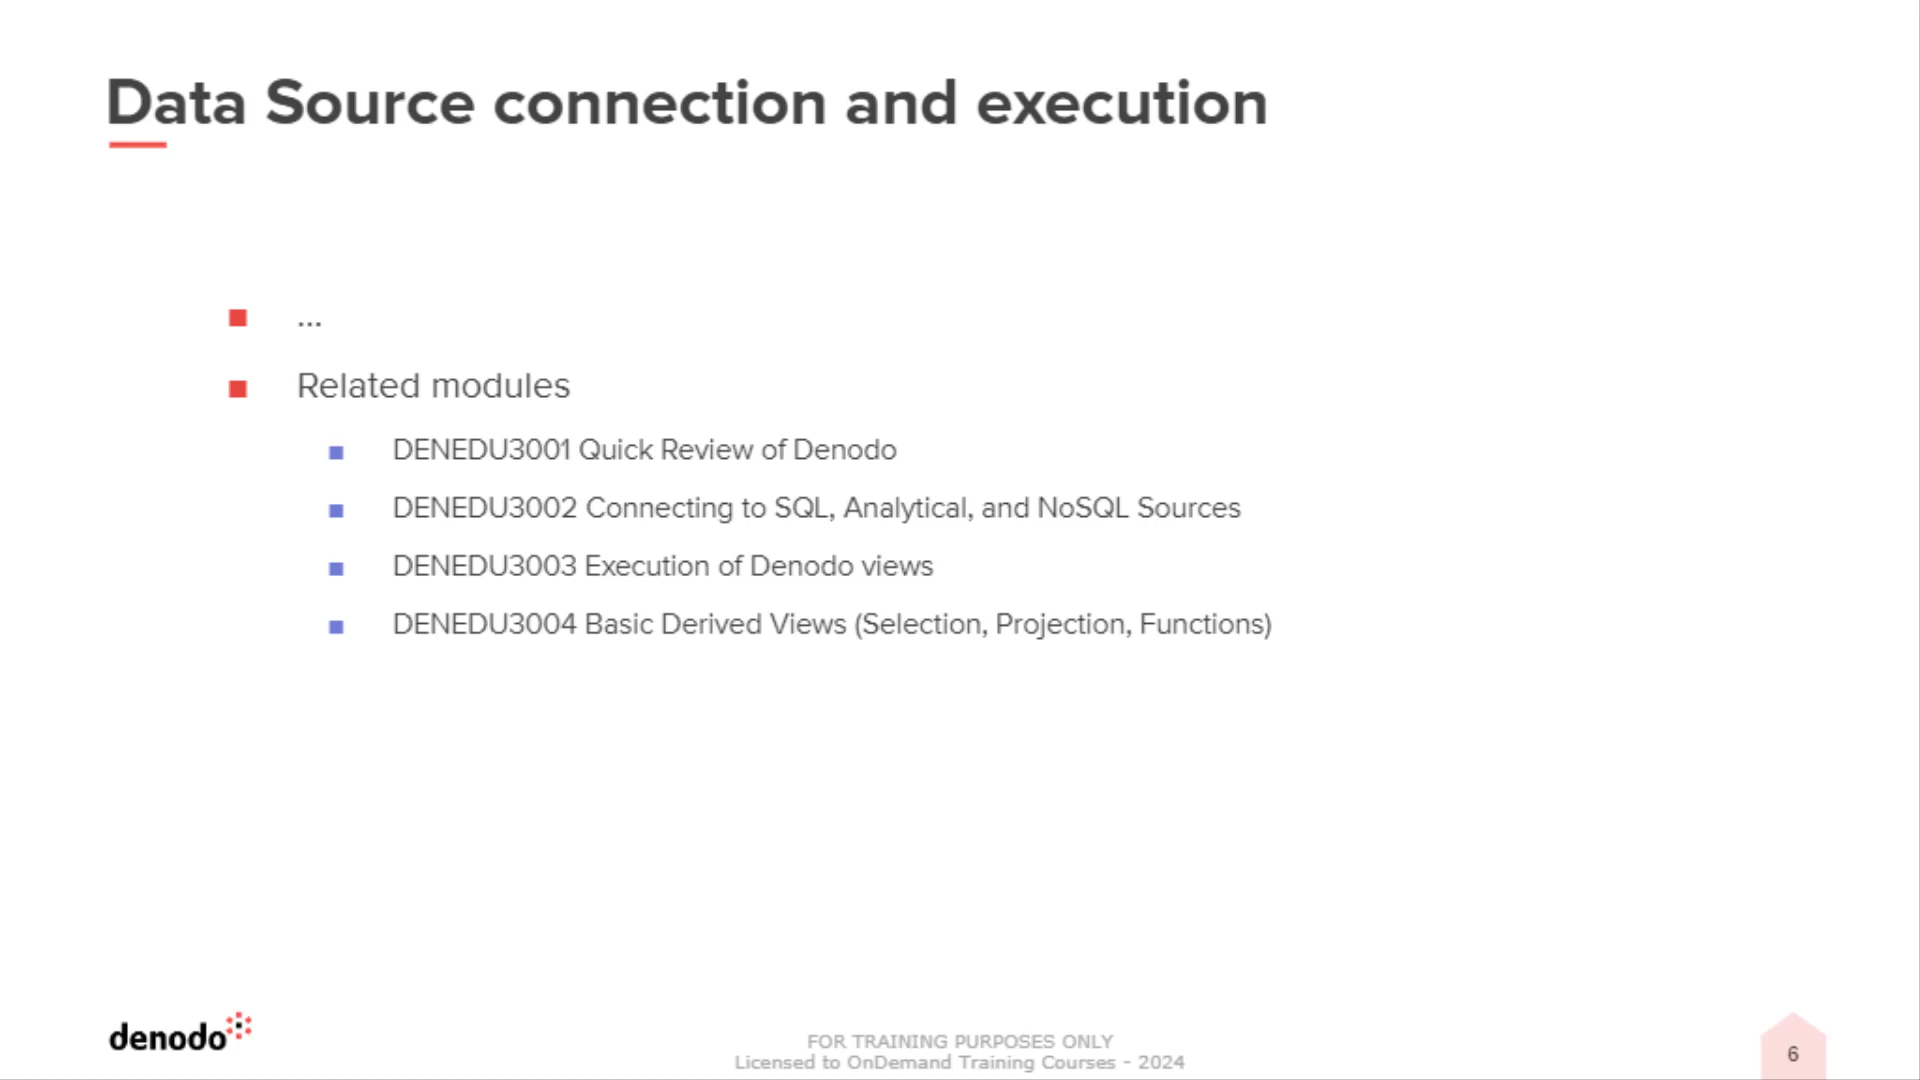 Data Source connection and execution
...
Related modules
DENEDU3001 Quick Review of Denodo
DENEDU3002 Connecting to SQL, Analytical, and NoSQL Sources
DENEDU3003 Execution of Denodo views
DENEDU3004 Basic Derived Views (Selection, Projection, Functions)
denodo
FOR TRAINING PURPOSES ONLY
Licensed to OnDemand Training Courses - 2024
6